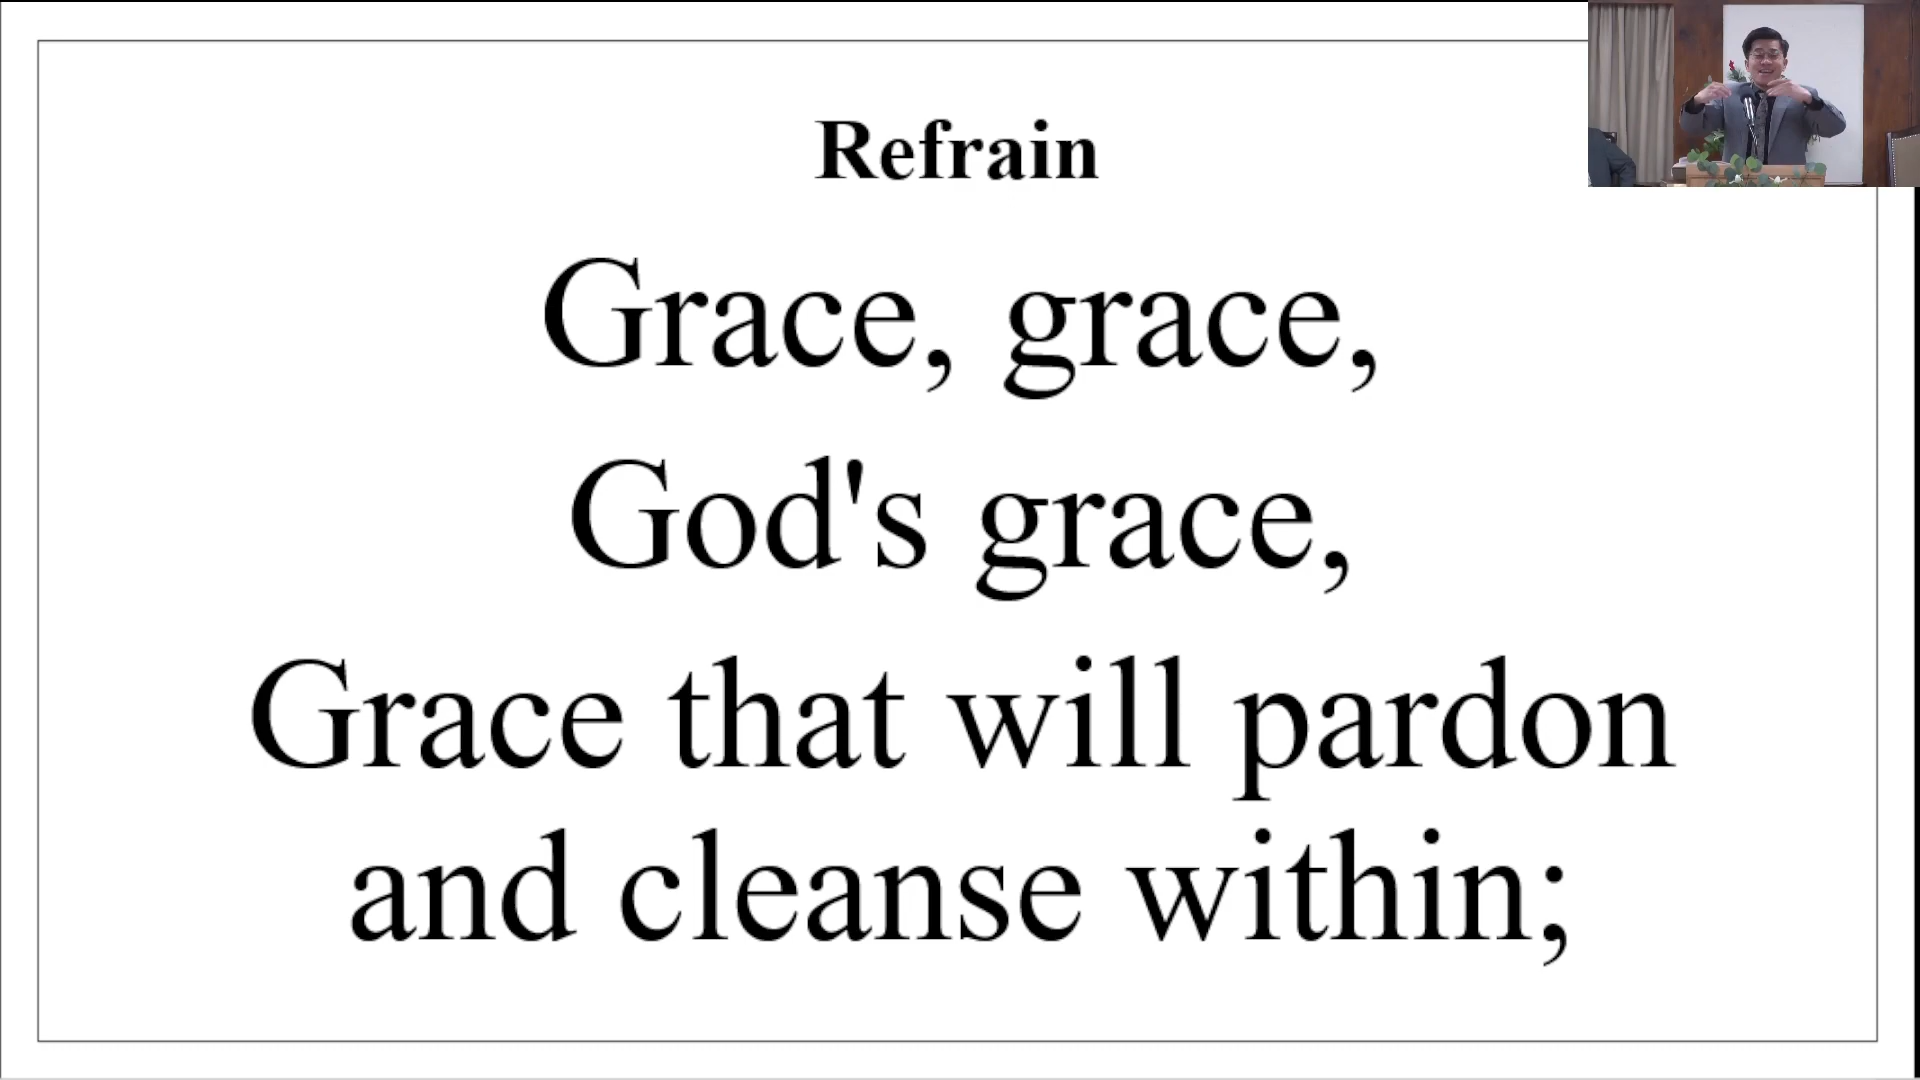 Refrain
Grace, grace,
God's grace,
Grace that will pardon
and cleanse within;